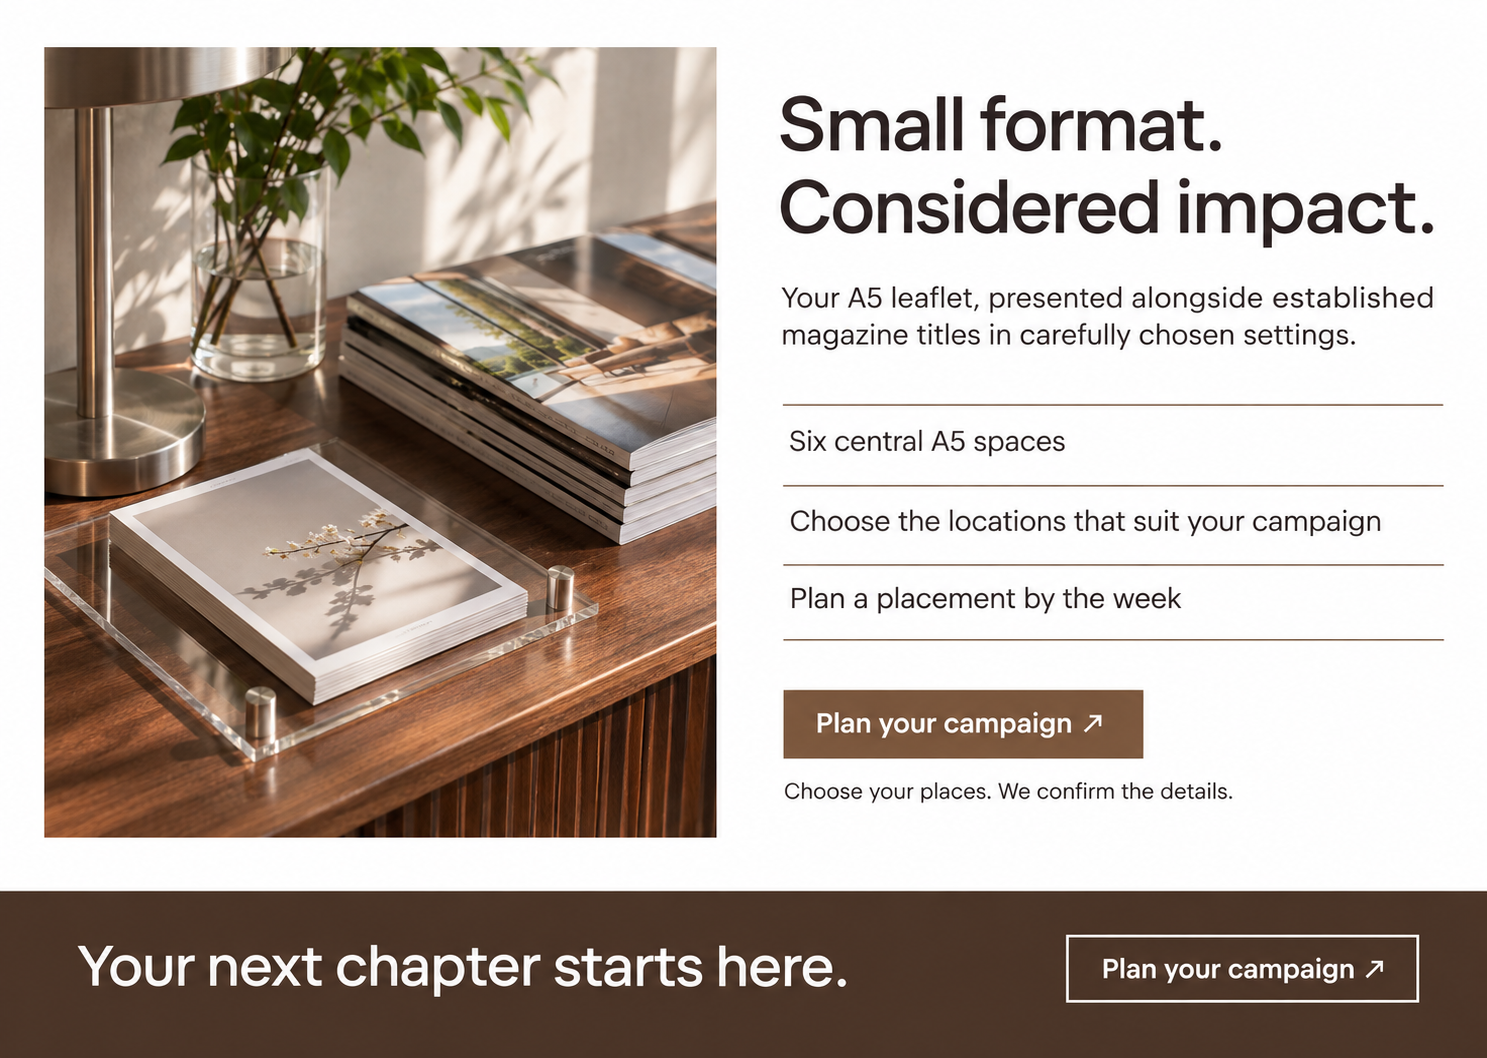 Small format.
Considered impact.
Your A5 leaflet, presented alongside established
magazine titles in carefully chosen settings.
Six central A5 spaces
Choose the locations that suit your campaign
Plan a placement by the week
Plan your campaign ↗
Choose your places. We confirm the details.
Your next chapter starts here.
Plan your campaign ↗